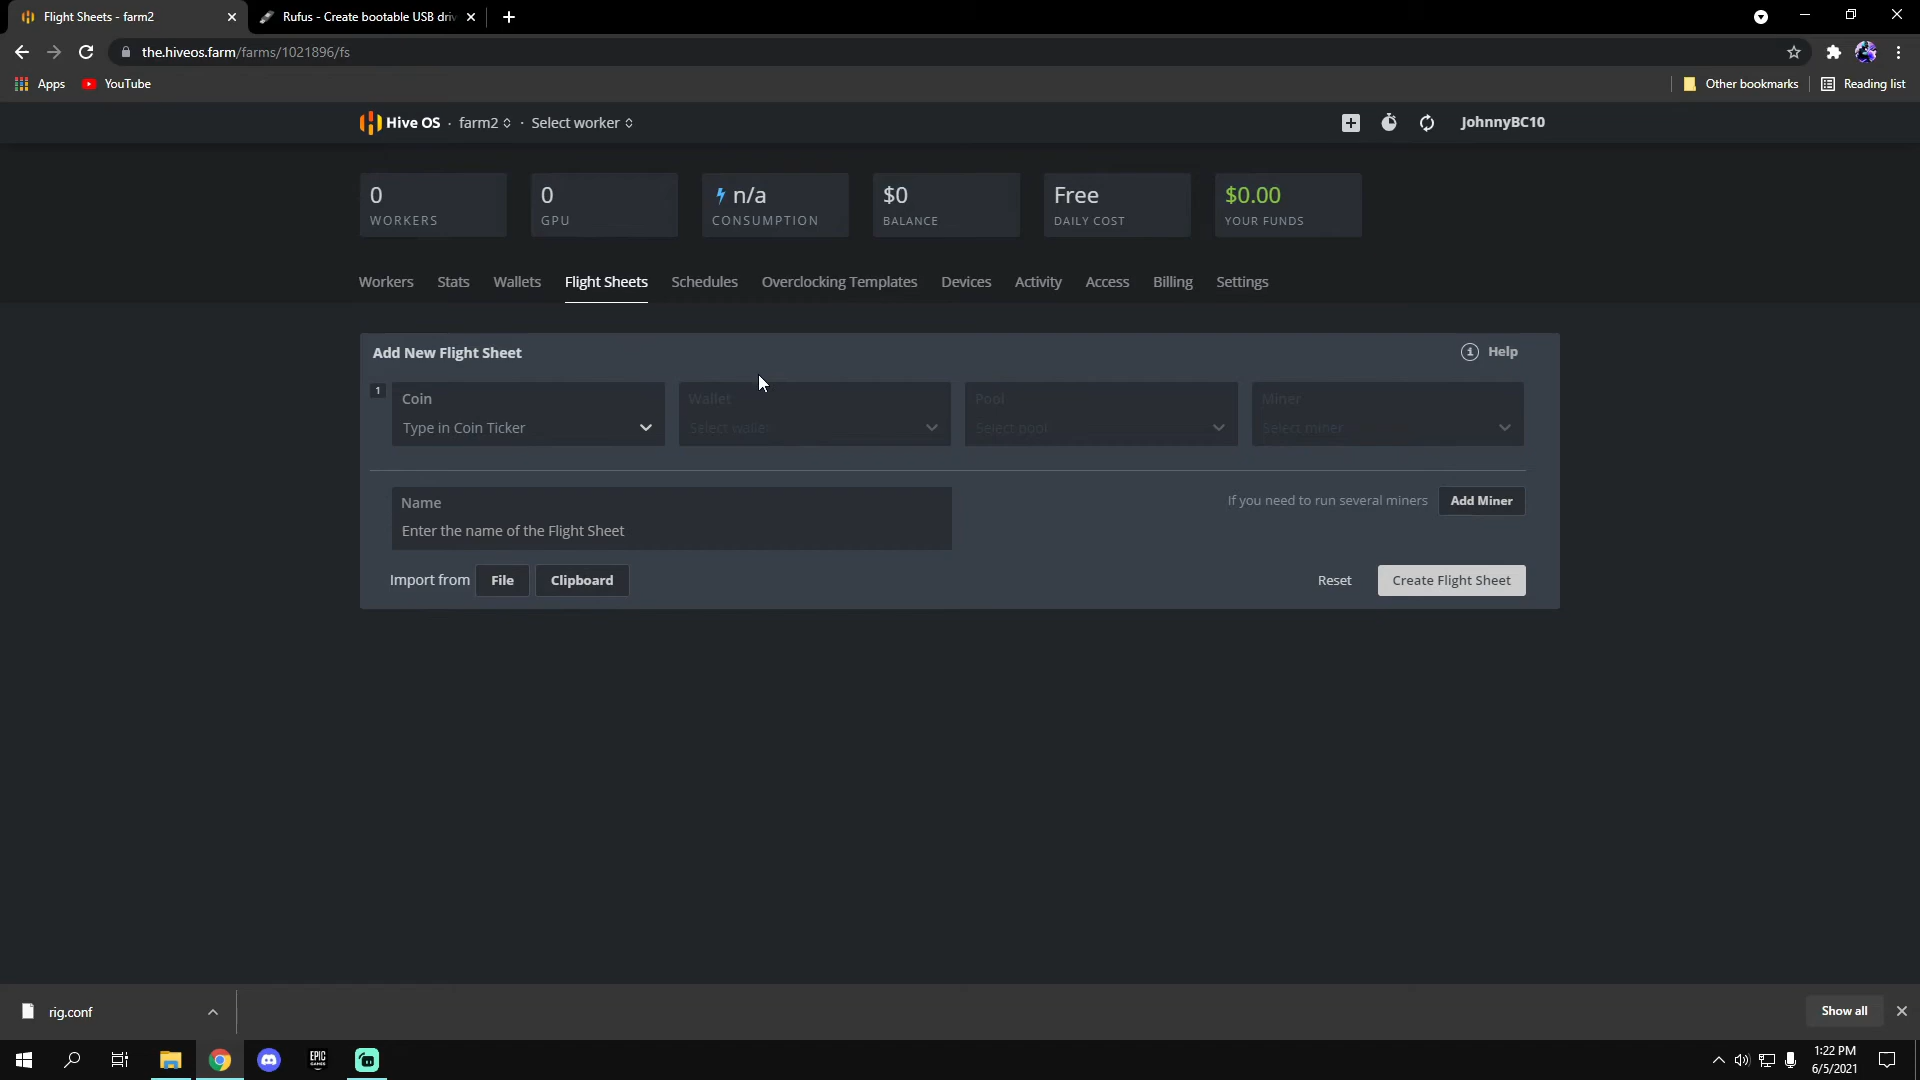 Flight Sheets - farm2
Rufus - Create bootable USB driv
the.hiveos.farm/farms/1021896/fs
Apps
YouTube
Other bookmarks
Reading list
Hive OS · farm2 · Select worker
JohnnyBC10
0
WORKERS
0
GPU
n/a
CONSUMPTION
$0
BALANCE
Free
DAILY COST
$0.00
YOUR FUNDS
Workers
Stats
Wallets
Flight Sheets
Schedules
Overclocking Templates
Devices
Activity
Access
Billing
Settings
Add New Flight Sheet
Help
1
Coin
Type in Coin Ticker
Wallet
Select wallet
Pool
Select pool
Miner
Select miner
Name
Enter the name of the Flight Sheet
If you need to run several miners
Add Miner
Import from
File
Clipboard
Reset
Create Flight Sheet
rig.conf
Show all
EPIC
GAMES
1:22 PM
6/5/2021